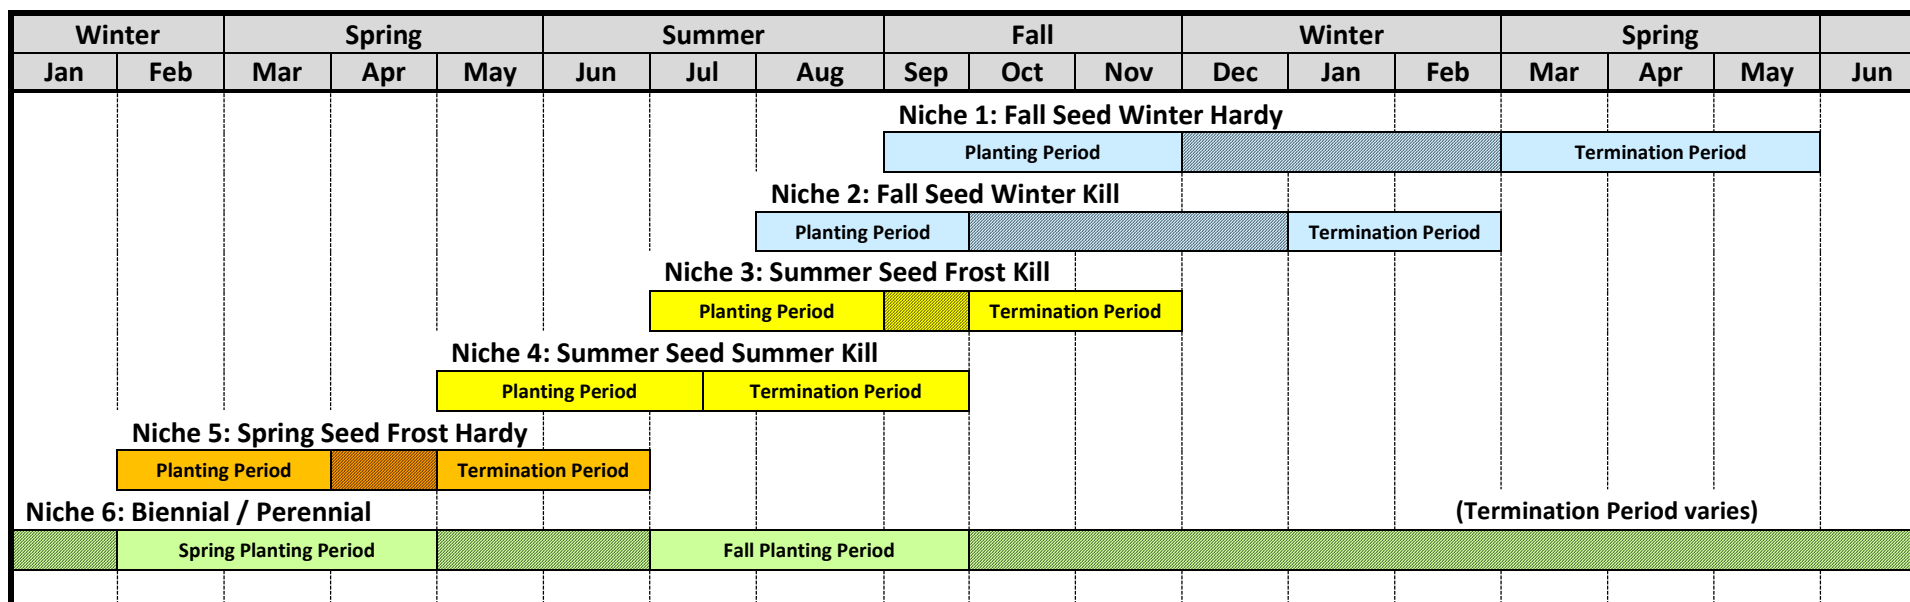 Winter Spring Summer Fall Winter Spring
Jan Feb Mar Apr May Jun Jul Aug Sep Oct Nov Dec Jan Feb Mar Apr May Jun
Niche 1: Fall Seed Winter Hardy
Planting Period Termination Period
Niche 2: Fall Seed Winter Kill
Planting Period Termination Period
Niche 3: Summer Seed Frost Kill
Planting Period Termination Period
Niche 4: Summer Seed Summer Kill
Planting Period Termination Period
Niche 5: Spring Seed Frost Hardy
Planting Period Termination Period
Niche 6: Biennial / Perennial (Termination Period varies)
Spring Planting Period Fall Planting Period